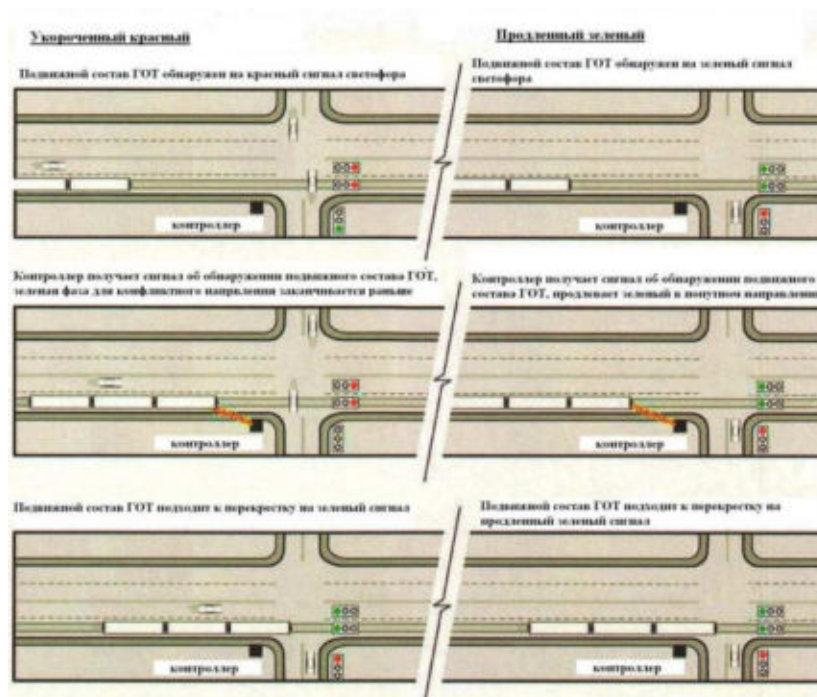 Укороченный красный
Продленный зеленый
Подвижной состав ГОТ обнаружен на красный сигнал светофора
Подвижной состав ГОТ обнаружен на зеленый сигнал
светофора
контроллер
контроллер
Контроллер получает сигнал об обнаружении подвижного состава ГОТ,
зеленая фаза для конфликтного направления заканчивается раньше
Контроллер получает сигнал об обнаружении подвижного
состава ГОТ, продлевает зеленый в попутном направлени
контроллер
контроллер
Подвижной состав ГОТ подходит к перекрестку на зеленый сигнал
Подвижной состав ГОТ подходит к перекрестку на
продленный зеленый сигнал
контроллер
контроллер